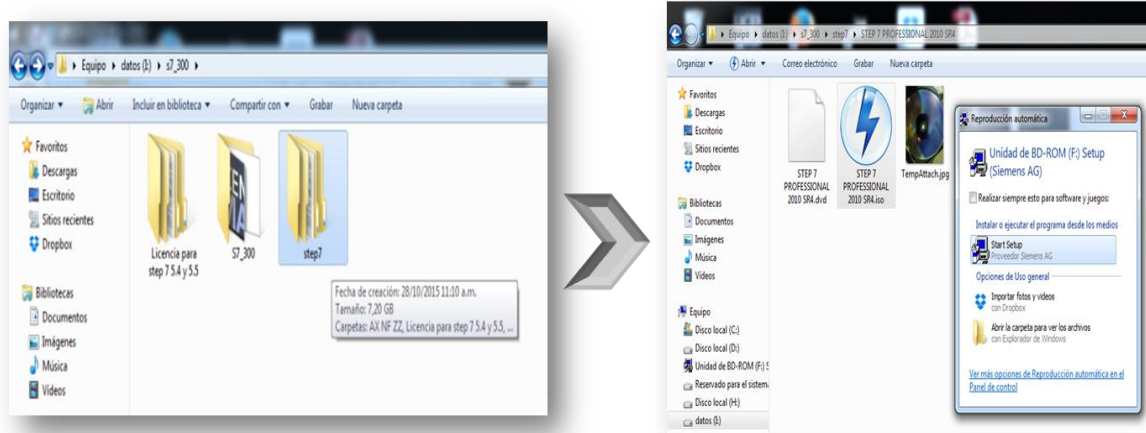 Equipo ▸ datos (I:) ▸ s7_300 ▸
Organizar ▾ Abrir Incluir en biblioteca ▾ Compartir con ▾ Grabar Nueva carpeta
Favoritos
Descargas
Escritorio
Sitios recientes
Dropbox
Bibliotecas
Documentos
Imágenes
Música
Vídeos
Licencia para
step 7 5.4 y 5.5
S7_300
step7
Fecha de creación: 28/10/2015 11:10 a.m.
Tamaño: 7,20 GB
Carpetas: AX NF ZZ, Licencia para step 7 5.4 y 5.5, ...
Equipo ▸ datos (I:) ▸ s7_300 ▸ step7 ▸ STEP 7 PROFESSIONAL 2010 SR4
Organizar ▾ Abrir ▾ Correo electrónico Grabar Nueva carpeta
Favoritos
Descargas
Escritorio
Sitios recientes
Dropbox
Bibliotecas
Documentos
Imágenes
Música
Vídeos
Equipo
Disco local (C:)
Disco local (D:)
Unidad de BD-ROM (F:) S
Reservado para el sistema
Disco local (H:)
datos (I:)
STEP 7
PROFESSIONAL
2010 SR4.dvd
STEP 7
PROFESSIONAL
2010 SR4.iso
TempAttach.jpg
Reproducción automática
Unidad de BD-ROM (F:) Setup
(Siemens AG)
Realizar siempre esto para software y juegos:
Instalar o ejecutar el programa desde los medios
Start Setup
Proveedor Siemens AG
Opciones de Uso general
Importar fotos y vídeos
con Dropbox
Abrir la carpeta para ver los archivos
con Explorador de Windows
Ver más opciones de Reproducción automática en el
Panel de control